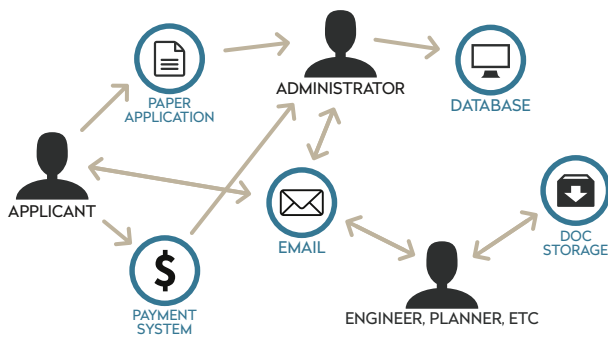 PAPER
APPLICATION
ADMINISTRATOR
DATABASE
APPLICANT
EMAIL
DOC
STORAGE
$
PAYMENT
SYSTEM
ENGINEER, PLANNER, ETC